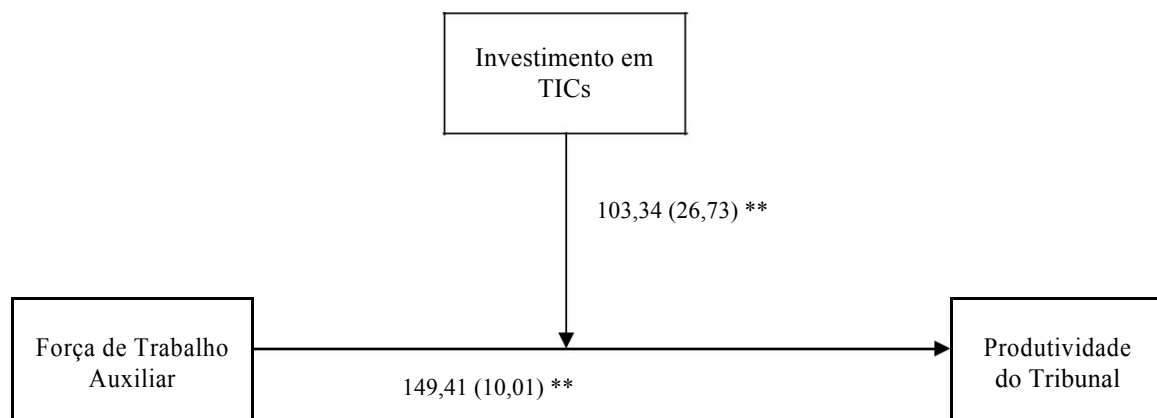 Investimento em
TICs
103,34 (26,73) **
Força de Trabalho
Auxiliar
149,41 (10,01) **
Produtividade
do Tribunal